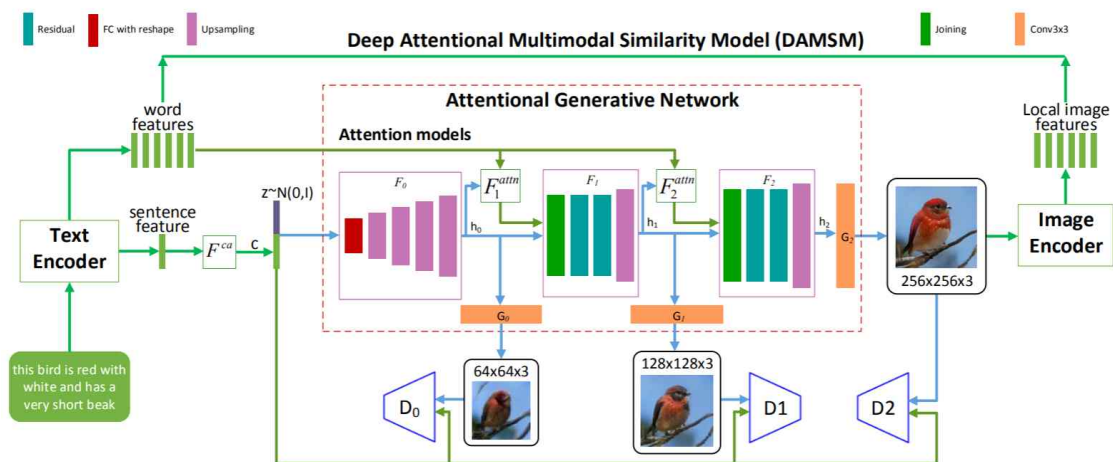 Residual
FC with reshape
Upsampling
Joining
Conv3x3
Deep Attentional Multimodal Similarity Model (DAMSM)
Attentional Generative Network
word
features
Attention models
Local image
features
z~N(0,I)
F₀
F₁^attn
F₁
F₂^attn
F₂
sentence
feature
Text
Encoder
F^ca
c
h₀
h₁
h₂
G₂
Image
Encoder
256x256x3
G₀
G₁
this bird is red with
white and has a
very short beak
64x64x3
128x128x3
D₀
D1
D2